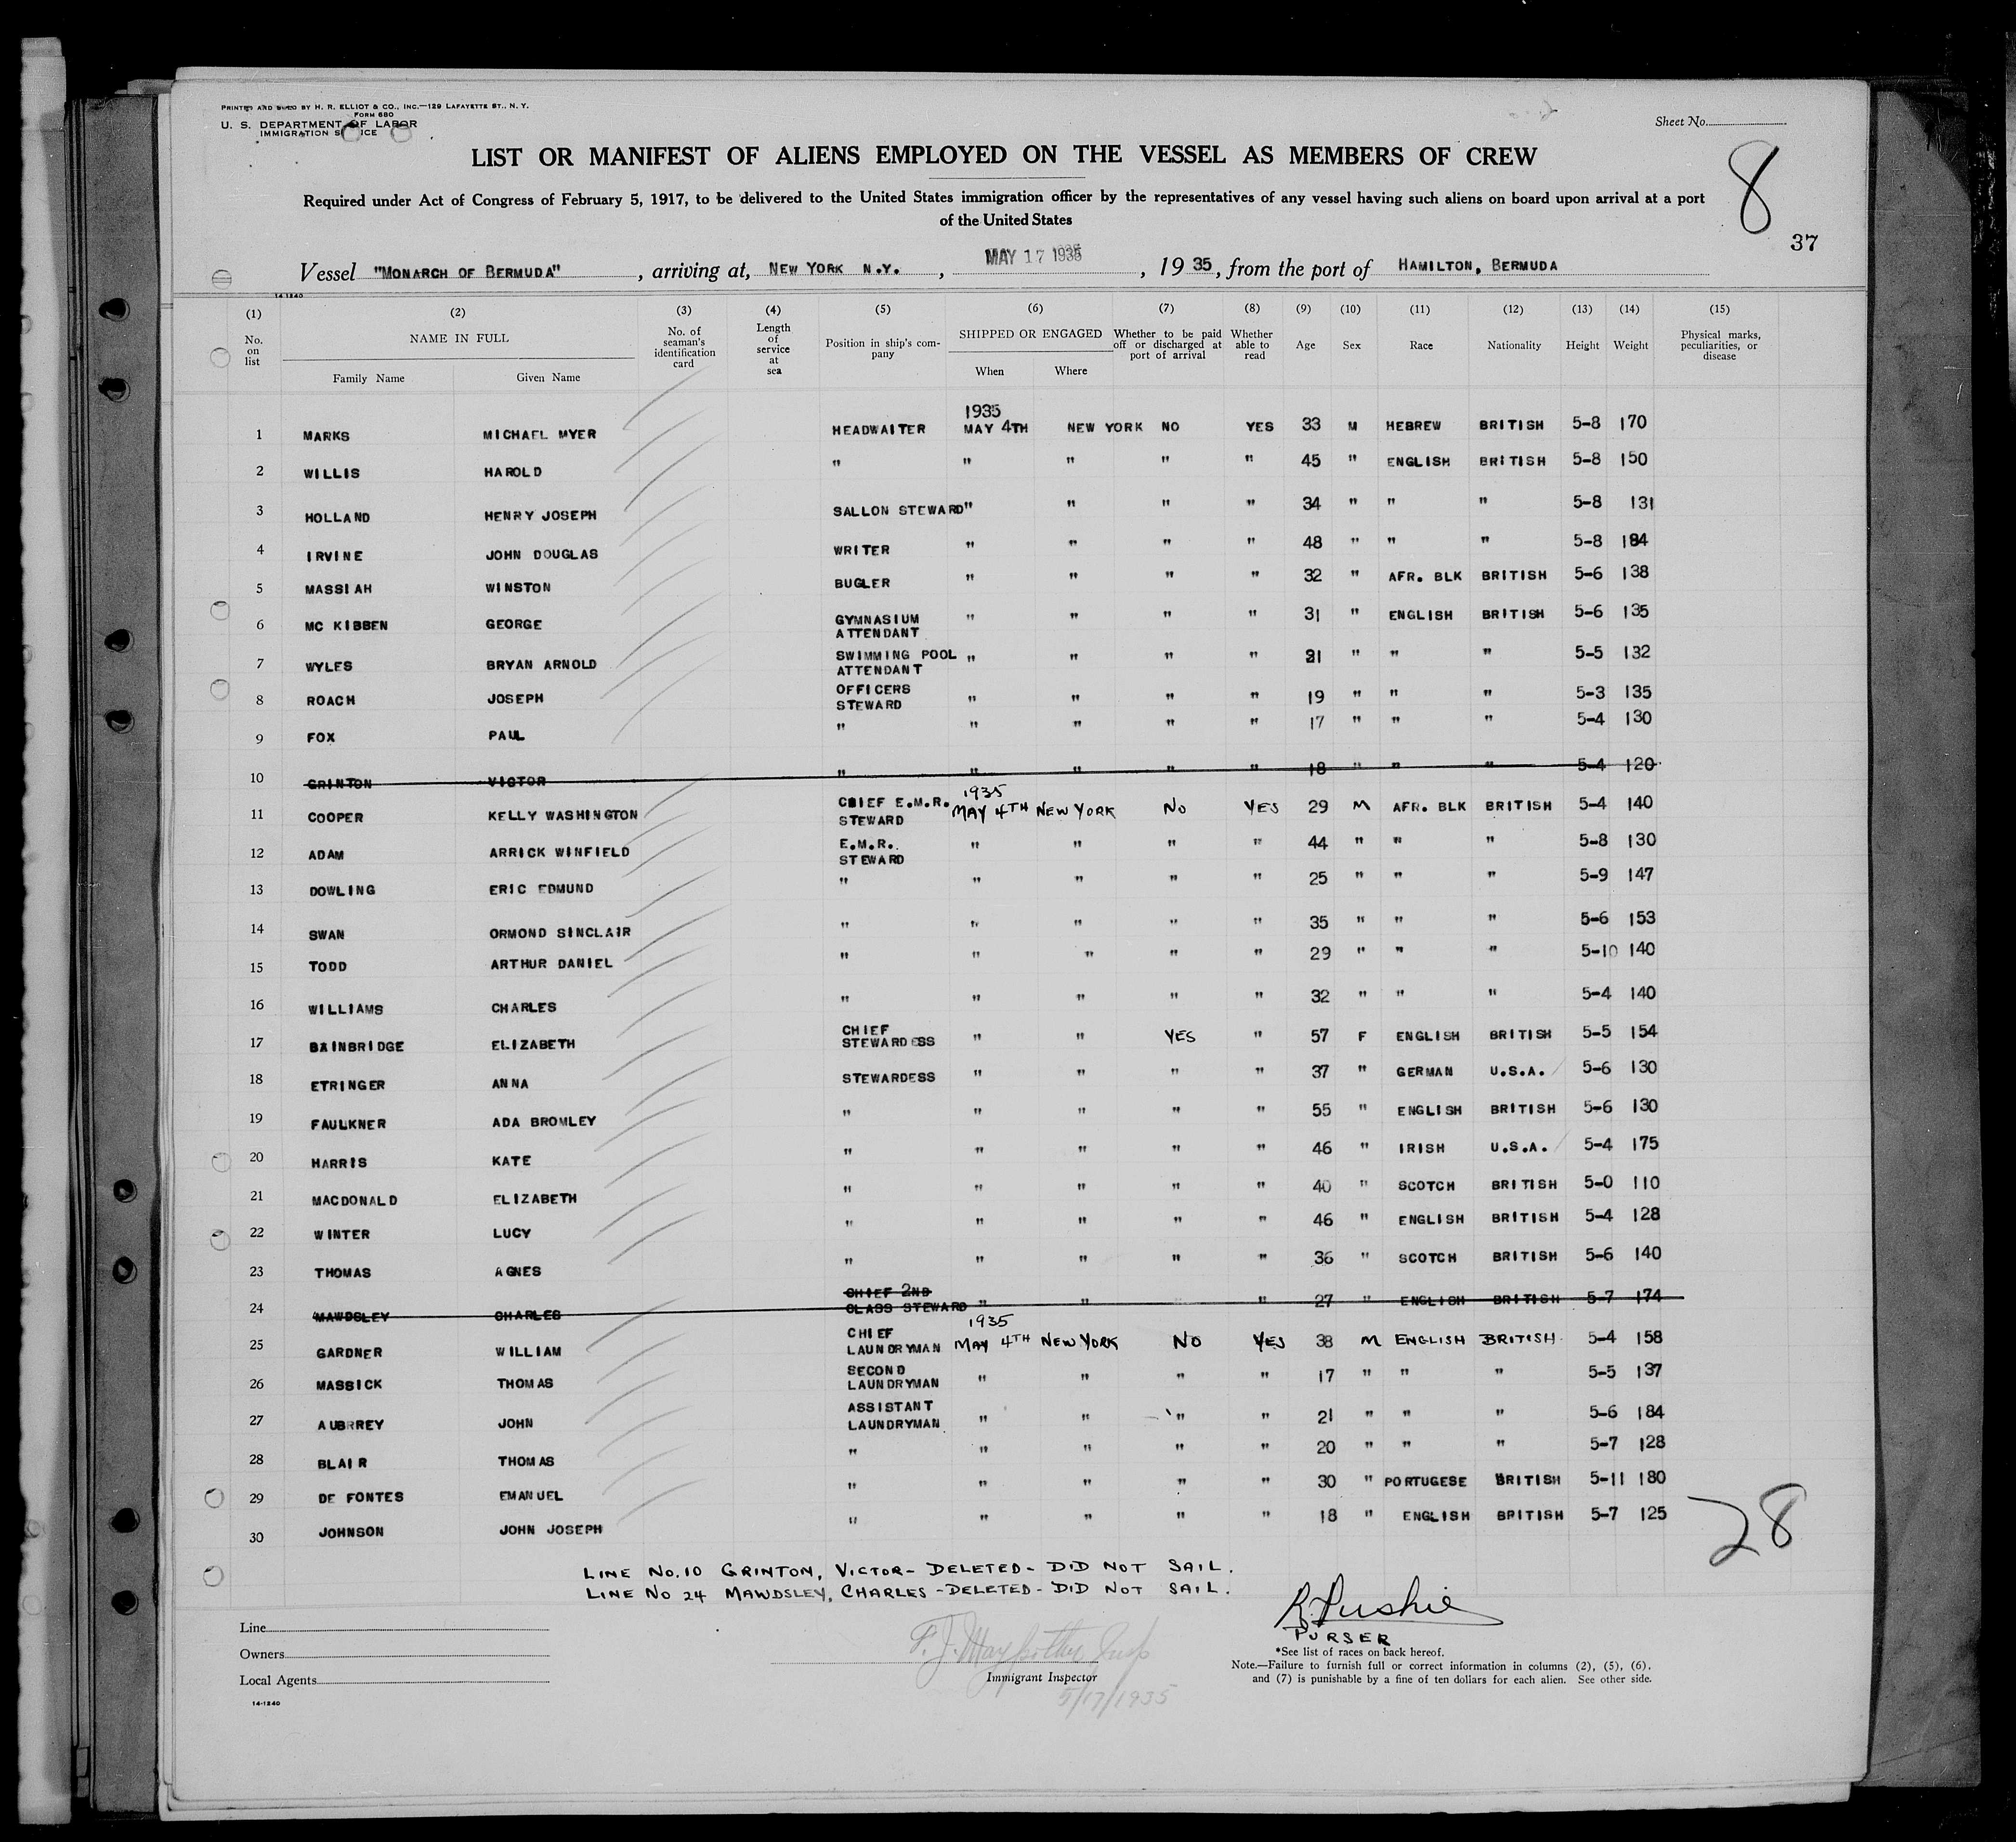 PRINTED AND SOLD BY H. R. ELLIOT & CO., INC.—129 LAFAYETTE ST., N. Y.
FORM 680
U. S. DEPARTMENT OF LABOR
IMMIGRATION S ICE
Sheet No.
LIST OR MANIFEST OF ALIENS EMPLOYED ON THE VESSEL AS MEMBERS OF CREW
8
Required under Act of Congress of February 5, 1917, to be delivered to the United States immigration officer by the representatives of any vessel having such aliens on board upon arrival at a port
of the United States
37
Vessel "MONARCH OF BERMUDA", arriving at, NEW YORK N.Y., MAY 17 1935, 1935, from the port of HAMILTON, BERMUDA
14-1240
(1) (2) (3) (4) (5) (6) (7) (8) (9) (10) (11) (12) (13) (14) (15)
No. on list NAME IN FULL Family Name Given Name No. of seaman's identification card Length of service at sea Position in ship's company SHIPPED OR ENGAGED When Where Whether to be paid off or discharged at port of arrival Whether able to read Age Sex Race Nationality Height Weight Physical marks, peculiarities, or disease
1935
1 MARKS MICHAEL MYER HEADWAITER MAY 4TH NEW YORK NO YES 33 M HEBREW BRITISH 5-8 170
2 WILLIS HAROLD " " " " " 45 " ENGLISH BRITISH 5-8 150
3 HOLLAND HENRY JOSEPH SALLON STEWARD " " " " 34 " " " 5-8 131
4 IRVINE JOHN DOUGLAS WRITER " " " " 48 " " " 5-8 184
5 MASSIAH WINSTON BUGLER " " " " 32 " AFR. BLK BRITISH 5-6 138
6 MC KIBBEN GEORGE GYMNASIUM ATTENDANT " " " " 31 " ENGLISH BRITISH 5-6 135
7 WYLES BRYAN ARNOLD SWIMMING POOL ATTENDANT " " " " 21 " " " 5-5 132
8 ROACH JOSEPH OFFICERS STEWARD " " " " 19 " " " 5-3 135
9 FOX PAUL " " " " " 17 " " " 5-4 130
10 GRINTON VICTOR " " " " " 18 " " " 5-4 120
1935
11 COOPER KELLY WASHINGTON CHIEF E.M.R. STEWARD MAY 4TH NEW YORK NO YES 29 M AFR. BLK BRITISH 5-4 140
12 ADAM ARRICK WINFIELD E.M.R. STEWARD " " " " 44 " " " 5-8 130
13 DOWLING ERIC EDMUND " " " " " 25 " " " 5-9 147
14 SWAN ORMOND SINCLAIR " " " " " 35 " " " 5-6 153
15 TODD ARTHUR DANIEL " " " " " 29 " " " 5-10 140
16 WILLIAMS CHARLES " " " " " 32 " " " 5-4 140
17 BAINBRIDGE ELIZABETH CHIEF STEWARDESS " " YES " 57 F ENGLISH BRITISH 5-5 154
18 ETRINGER ANNA STEWARDESS " " " " 37 " GERMAN U.S.A. 5-6 130
19 FAULKNER ADA BROMLEY " " " " " 55 " ENGLISH BRITISH 5-6 130
20 HARRIS KATE " " " " " 46 " IRISH U.S.A. 5-4 175
21 MACDONALD ELIZABETH " " " " " 40 " SCOTCH BRITISH 5-0 110
22 WINTER LUCY " " " " " 46 " ENGLISH BRITISH 5-4 128
23 THOMAS AGNES " " " " " 36 " SCOTCH BRITISH 5-6 140
24 MAWDSLEY CHARLES CHIEF 2ND CLASS STEWARD " " " 27 " ENGLISH BRITISH 5-7 174
1935
25 GARDNER WILLIAM CHIEF LAUNDRYMAN MAY 4TH NEW YORK NO YES 38 M ENGLISH BRITISH 5-4 158
26 MASSICK THOMAS SECOND LAUNDRYMAN " " " " 17 " " " 5-5 137
27 AUBRREY JOHN ASSISTANT LAUNDRYMAN " " " " 21 " " " 5-6 184
28 BLAIR THOMAS " " " " " 20 " " " 5-7 128
29 DE FONTES EMANUEL " " " " " 30 " PORTUGESE BRITISH 5-11 180
30 JOHNSON JOHN JOSEPH " " " " " 18 " ENGLISH BRITISH 5-7 125
28
LINE NO.10 GRINTON, VICTOR- DELETED- DID NOT SAIL.
LINE NO 24 MAWDSLEY, CHARLES -DELETED- DID NOT SAIL.
R. Pushie
PURSER
Line
Owners
Local Agents
14-1240
F. J. Insp
Immigrant Inspector
5/17/1935
*See list of races on back hereof.
Note.—Failure to furnish full or correct information in columns (2), (5), (6),
and (7) is punishable by a fine of ten dollars for each alien. See other side.